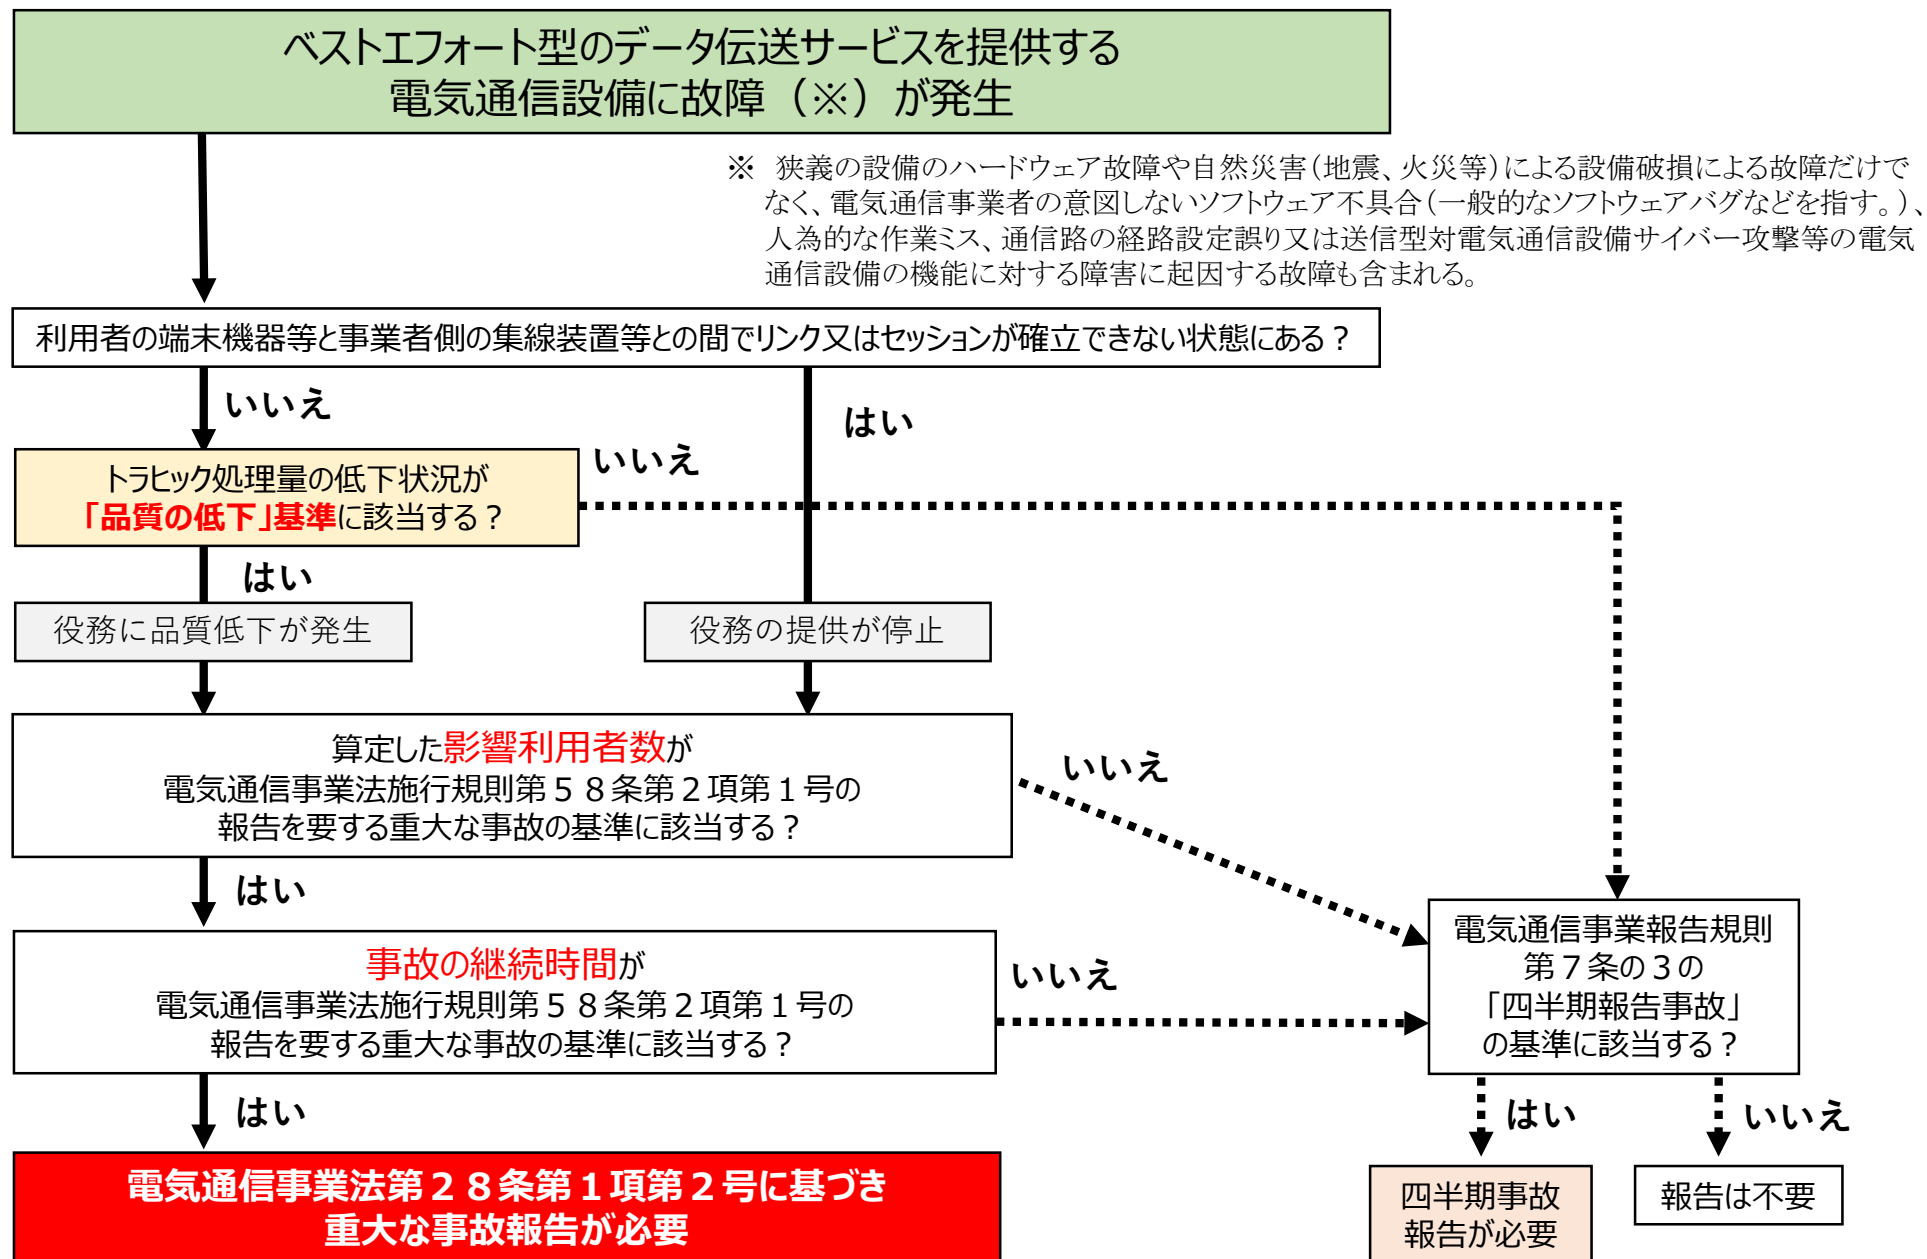 ベストエフォート型のデータ伝送サービスを提供する
電気通信設備に故障（※）が発生
※ 狭義の設備のハードウェア故障や自然災害（地震、火災等）による設備破損による故障だけで
なく、電気通信事業者の意図しないソフトウェア不具合（一般的なソフトウェアバグなどを指す。）、
人為的な作業ミス、通信路の経路設定誤り又は送信型対電気通信設備サイバー攻撃等の電気
通信設備の機能に対する障害に起因する故障も含まれる。
利用者の端末機器等と事業者側の集線装置等との間でリンク又はセッションが確立できない状態にある？
いいえ
はい
トラヒック処理量の低下状況が
「品質の低下」基準に該当する？
いいえ
はい
役務に品質低下が発生
役務の提供が停止
算定した影響利用者数が
電気通信事業法施行規則第５８条第２項第１号の
報告を要する重大な事故の基準に該当する？
いいえ
はい
事故の継続時間が
電気通信事業法施行規則第５８条第２項第１号の
報告を要する重大な事故の基準に該当する？
いいえ
電気通信事業報告規則
第７条の３の
「四半期報告事故」
の基準に該当する？
はい
はい
いいえ
電気通信事業法第２８条第１項第２号に基づき
重大な事故報告が必要
四半期事故
報告が必要
報告は不要